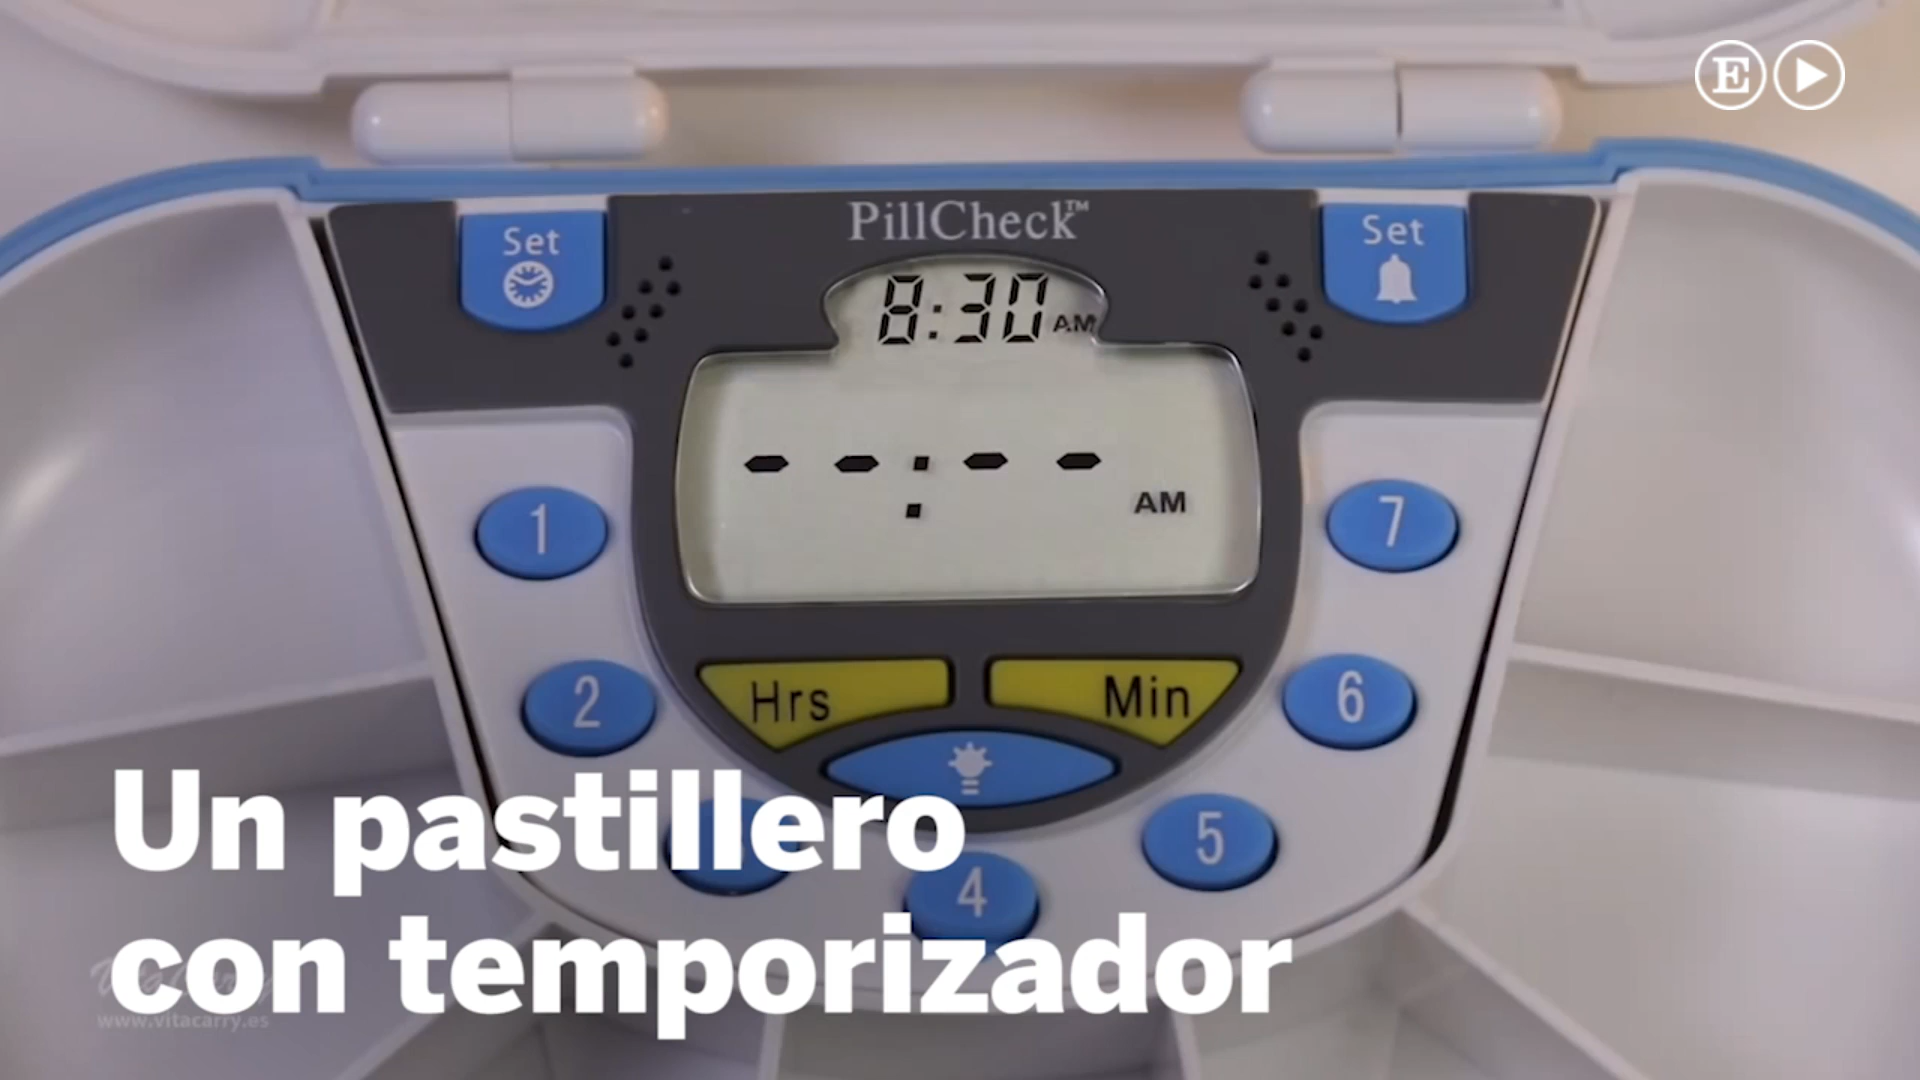 E
Set
PillCheck™
Set
8:30 AM
--:-- AM
1
7
2
6
Hrs
Min
5
4
Un pastillero
con temporizador
www.vitacarry.es